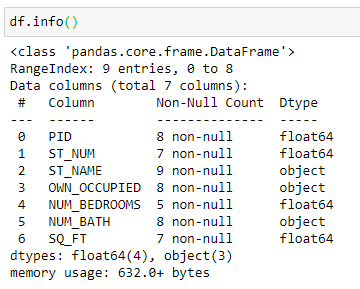 df.info()
<class 'pandas.core.frame.DataFrame'>
RangeIndex: 9 entries, 0 to 8
Data columns (total 7 columns):
 #   Column        Non-Null Count  Dtype
---  ------        --------------  -----
 0   PID           8 non-null      float64
 1   ST_NUM        7 non-null      float64
 2   ST_NAME       9 non-null      object
 3   OWN_OCCUPIED  8 non-null      object
 4   NUM_BEDROOMS  5 non-null      float64
 5   NUM_BATH      8 non-null      object
 6   SQ_FT         7 non-null      float64
dtypes: float64(4), object(3)
memory usage: 632.0+ bytes